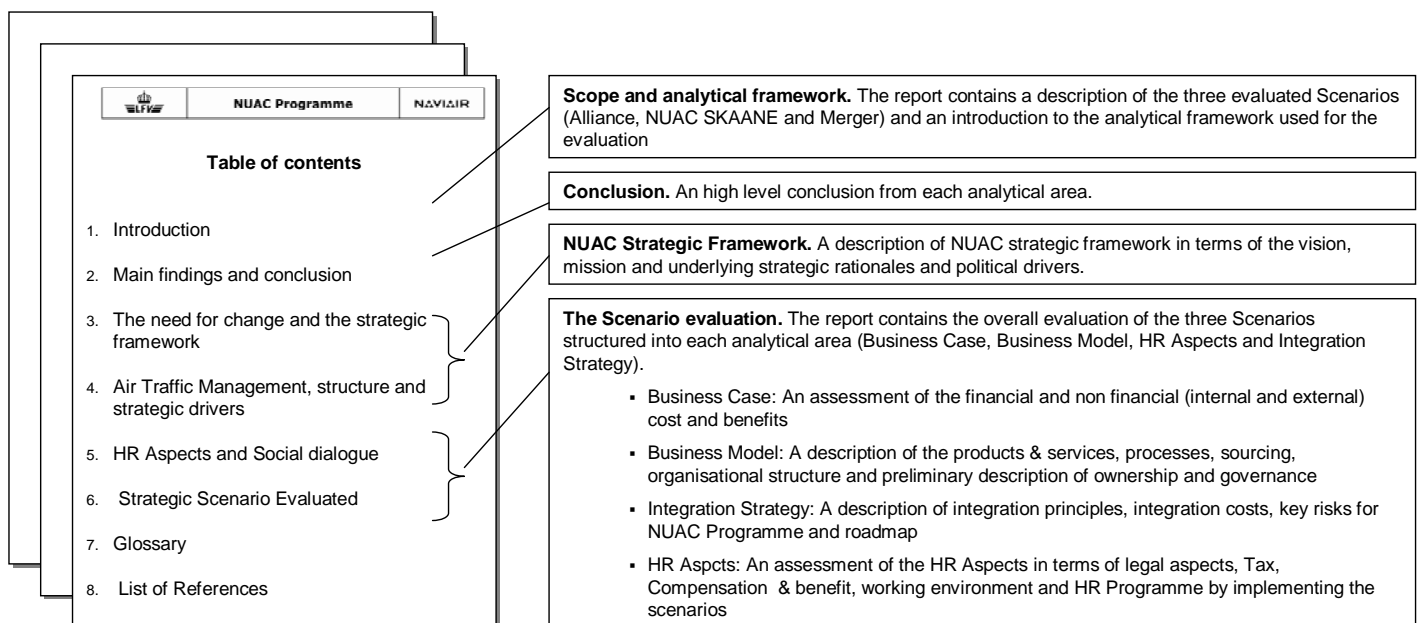 LFV
NUAC Programme
NAVIAIR
Table of contents
1. Introduction
2. Main findings and conclusion
3. The need for change and the strategic
framework
4. Air Traffic Management, structure and
strategic drivers
5. HR Aspects and Social dialogue
6. Strategic Scenario Evaluated
7. Glossary
8. List of References
Scope and analytical framework. The report contains a description of the three evaluated Scenarios
(Alliance, NUAC SKAANE and Merger) and an introduction to the analytical framework used for the
evaluation
Conclusion. An high level conclusion from each analytical area.
NUAC Strategic Framework. A description of NUAC strategic framework in terms of the vision,
mission and underlying strategic rationales and political drivers.
The Scenario evaluation. The report contains the overall evaluation of the three Scenarios
structured into each analytical area (Business Case, Business Model, HR Aspects and Integration
Strategy).
▪ Business Case: An assessment of the financial and non financial (internal and external)
cost and benefits
▪ Business Model: A description of the products & services, processes, sourcing,
organisational structure and preliminary description of ownership and governance
▪ Integration Strategy: A description of integration principles, integration costs, key risks for
NUAC Programme and roadmap
▪ HR Aspcts: An assessment of the HR Aspects in terms of legal aspects, Tax,
Compensation & benefit, working environment and HR Programme by implementing the
scenarios